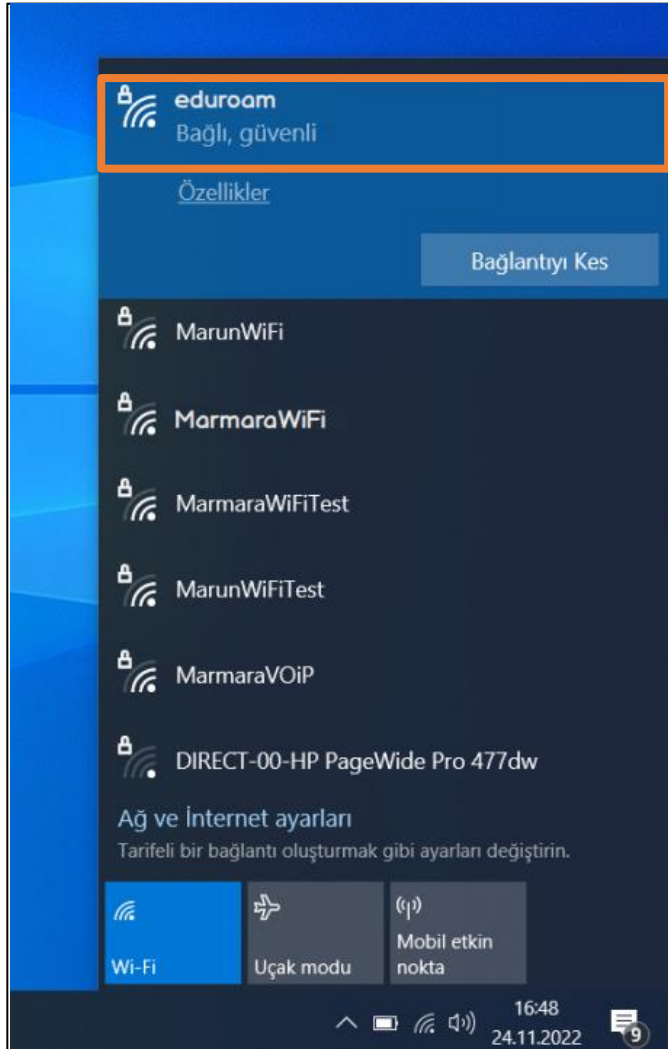 eduroam
Bağlı, güvenli
Özellikler
Bağlantıyı Kes
MarunWiFi
MarmaraWiFi
MarmaraWiFiTest
MarunWiFiTest
MarmaraVOiP
DIRECT-00-HP PageWide Pro 477dw
Ağ ve İnternet ayarları
Tarifeli bir bağlantı oluşturmak gibi ayarları değiştirin.
Wi-Fi
Uçak modu
Mobil etkin
nokta
16:48
24.11.2022
9